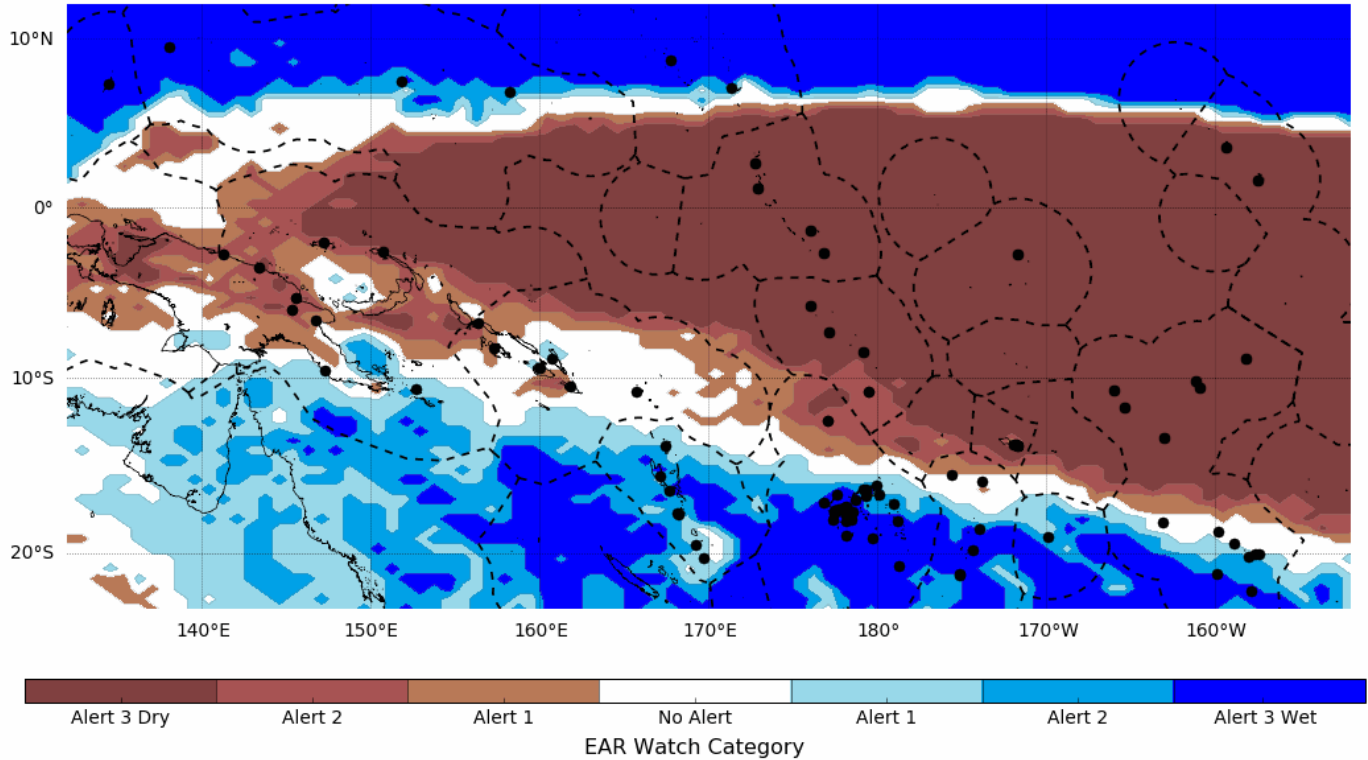 10°N
0°
10°S
20°S
140°E 150°E 160°E 170°E 180° 170°W 160°W
Alert 3 Dry Alert 2 Alert 1 No Alert Alert 1 Alert 2 Alert 3 Wet
EAR Watch Category